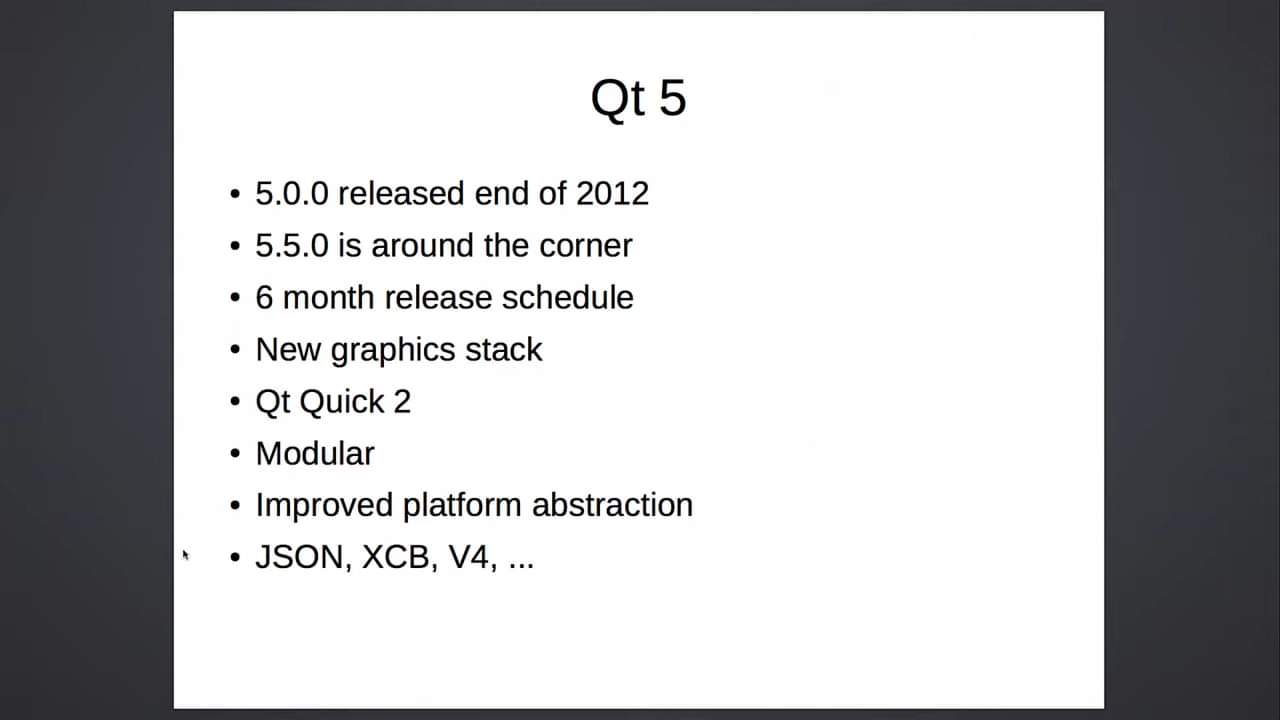 Qt 5
• 5.0.0 released end of 2012
• 5.5.0 is around the corner
• 6 month release schedule
• New graphics stack
• Qt Quick 2
• Modular
• Improved platform abstraction
• JSON, XCB, V4, ...